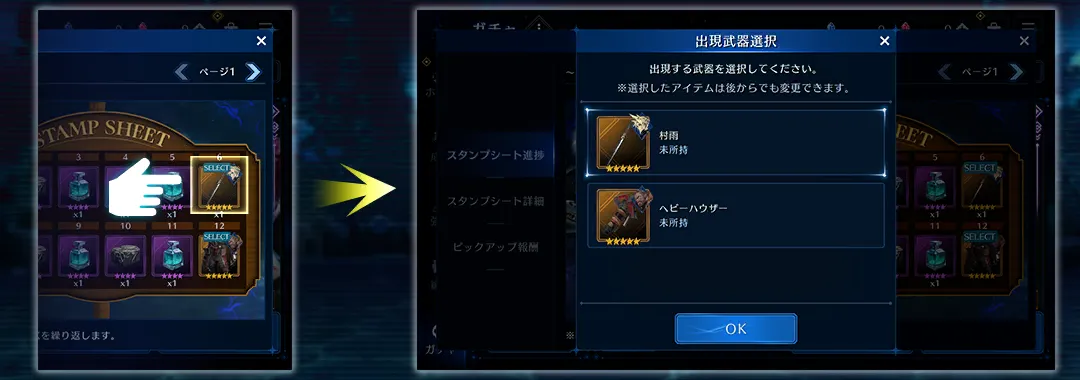 ページ1
STAMP SHEET
3
4
5
6
SELECT
x1
x1
x1
9
10
11
12
SELECT
x1
x1
x1
を繰り返します。
ガチャ
出現武器選択
出現する武器を選択してください。
※選択したアイテムは後からでも変更できます。
村雨
未所持
ヘビーハウザー
未所持
OK
スタンプシート進捗
スタンプシート詳細
ピックアップ報酬
ページ1
5
6
SELECT
x1
x1
11
12
SELECT
x1